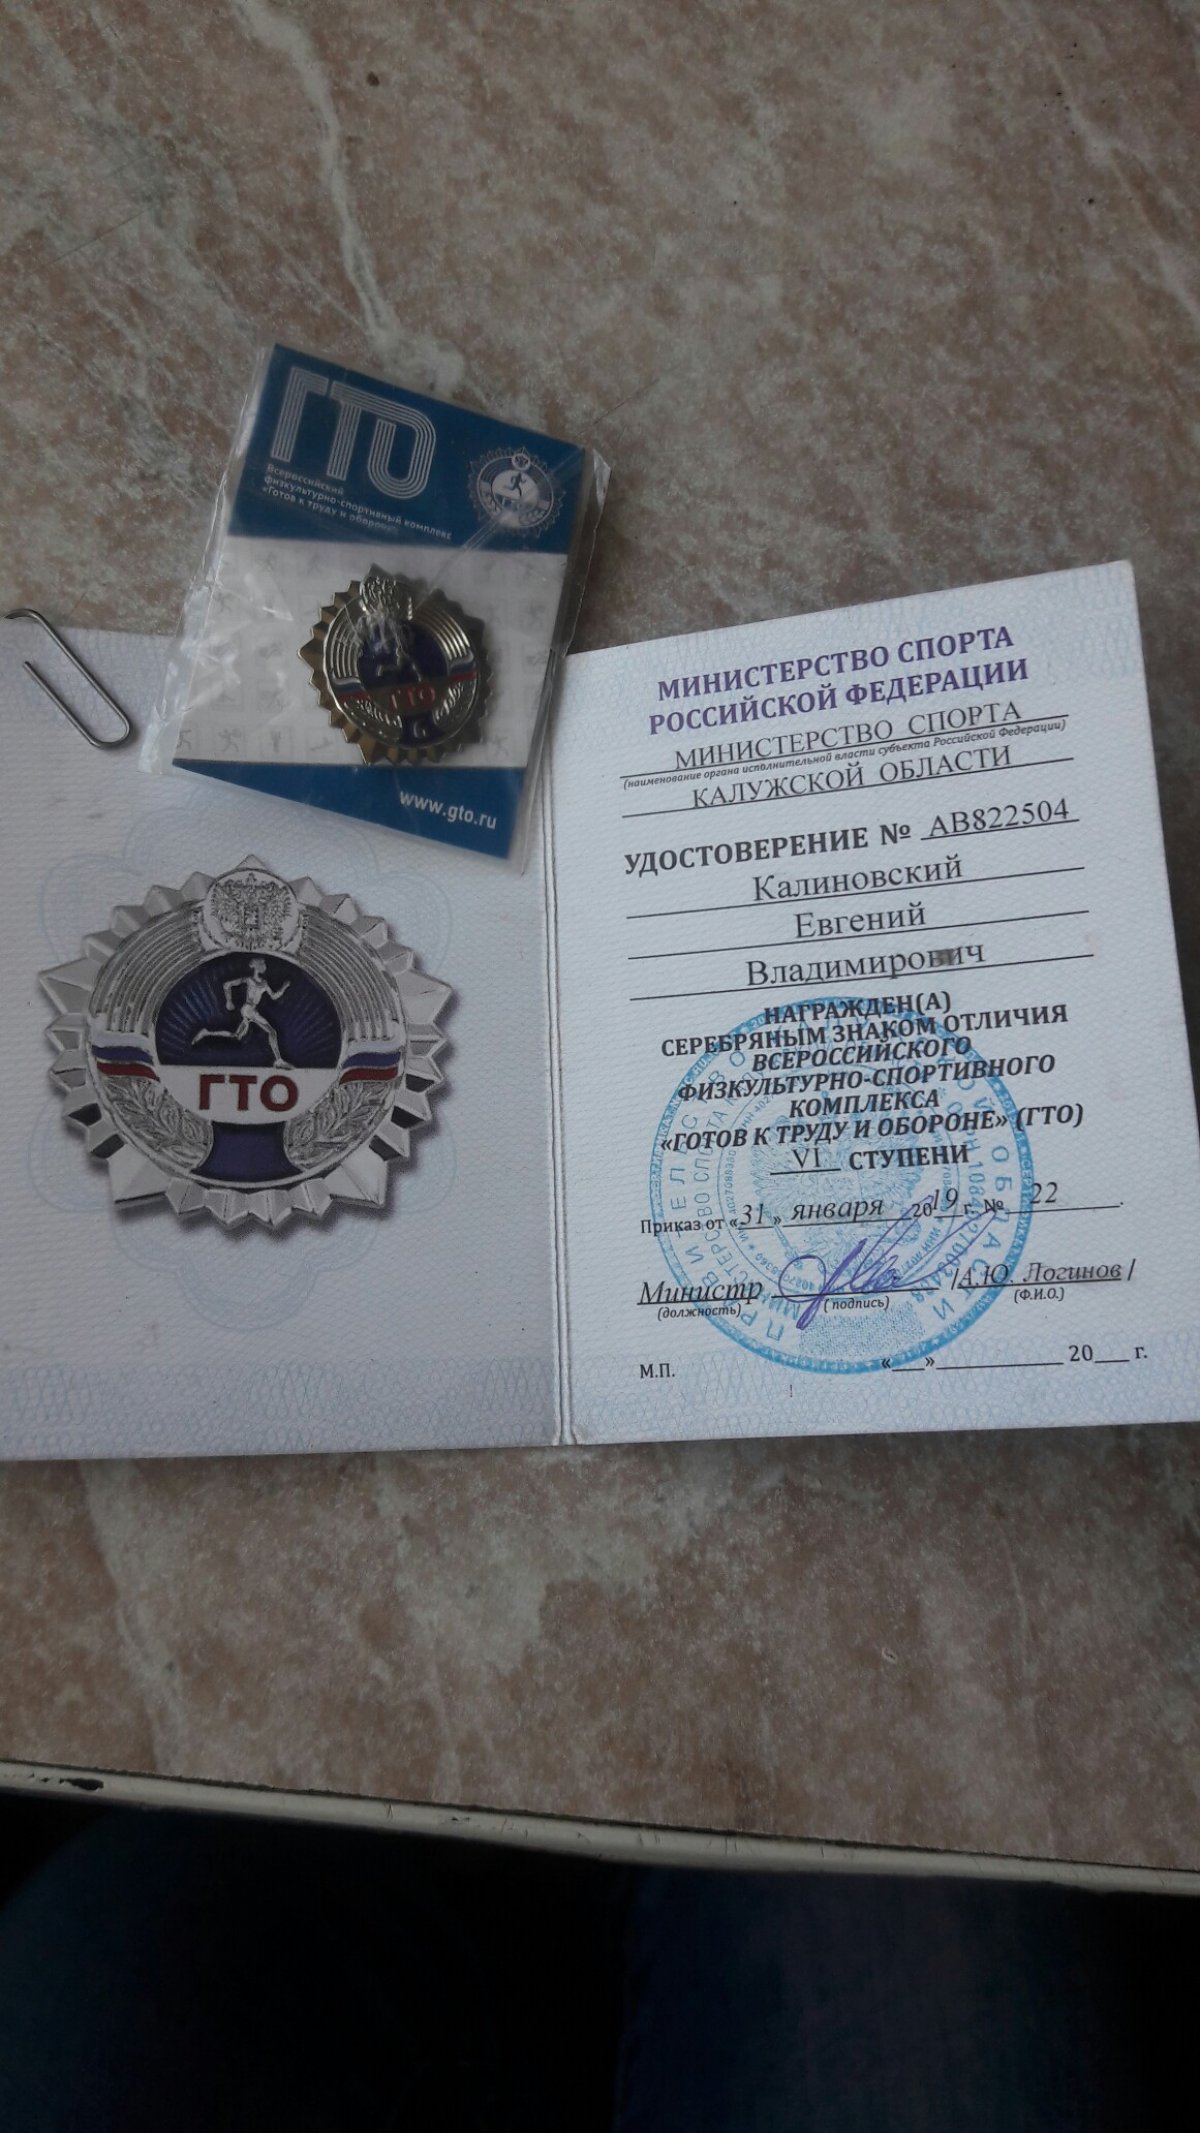 ГТО
Всероссийский
физкультурно-спортивный комплекс
«Готов к труду и обороне»
ГТО
6
www.gto.ru
ГТО
МИНИСТЕРСТВО СПОРТА
РОССИЙСКОЙ ФЕДЕРАЦИИ
МИНИСТЕРСТВО СПОРТА
(наименование органа исполнительной власти субъекта Российской Федерации)
КАЛУЖСКОЙ ОБЛАСТИ
УДОСТОВЕРЕНИЕ № АВ822504
Калиновский
Евгений
Владимирович
НАГРАЖДЕН(А)
СЕРЕБРЯНЫМ ЗНАКОМ ОТЛИЧИЯ
ВСЕРОССИЙСКОГО
ФИЗКУЛЬТУРНО-СПОРТИВНОГО
КОМПЛЕКСА
«ГОТОВ К ТРУДУ И ОБОРОНЕ» (ГТО)
VI СТУПЕНИ
Приказ от «31» января 2019 г. № 22
Министр /А.Ю. Логинов/
(должность) (подпись) (Ф.И.О.)
М.П. «___»____________ 20___ г.